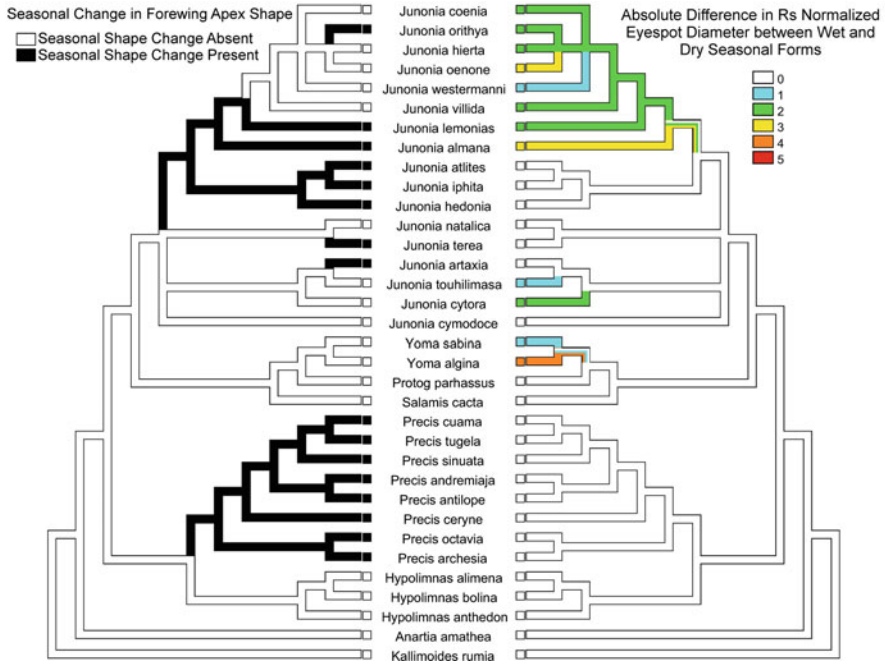 Seasonal Change in Forewing Apex Shape
Seasonal Shape Change Absent
Seasonal Shape Change Present
Absolute Difference in Rs Normalized
Eyespot Diameter between Wet and
Dry Seasonal Forms
0
1
2
3
4
5
Junonia coenia
Junonia orithya
Junonia hierta
Junonia oenone
Junonia westermanni
Junonia villida
Junonia lemonias
Junonia almana
Junonia atlites
Junonia iphita
Junonia hedonia
Junonia natalica
Junonia terea
Junonia artaxia
Junonia touhilimasa
Junonia cytora
Junonia cymodoce
Yoma sabina
Yoma algina
Protog parhassus
Salamis cacta
Precis cuama
Precis tugela
Precis sinuata
Precis andremiaja
Precis antilope
Precis ceryne
Precis octavia
Precis archesia
Hypolimnas alimena
Hypolimnas bolina
Hypolimnas anthedon
Anartia amathea
Kallimoides rumia